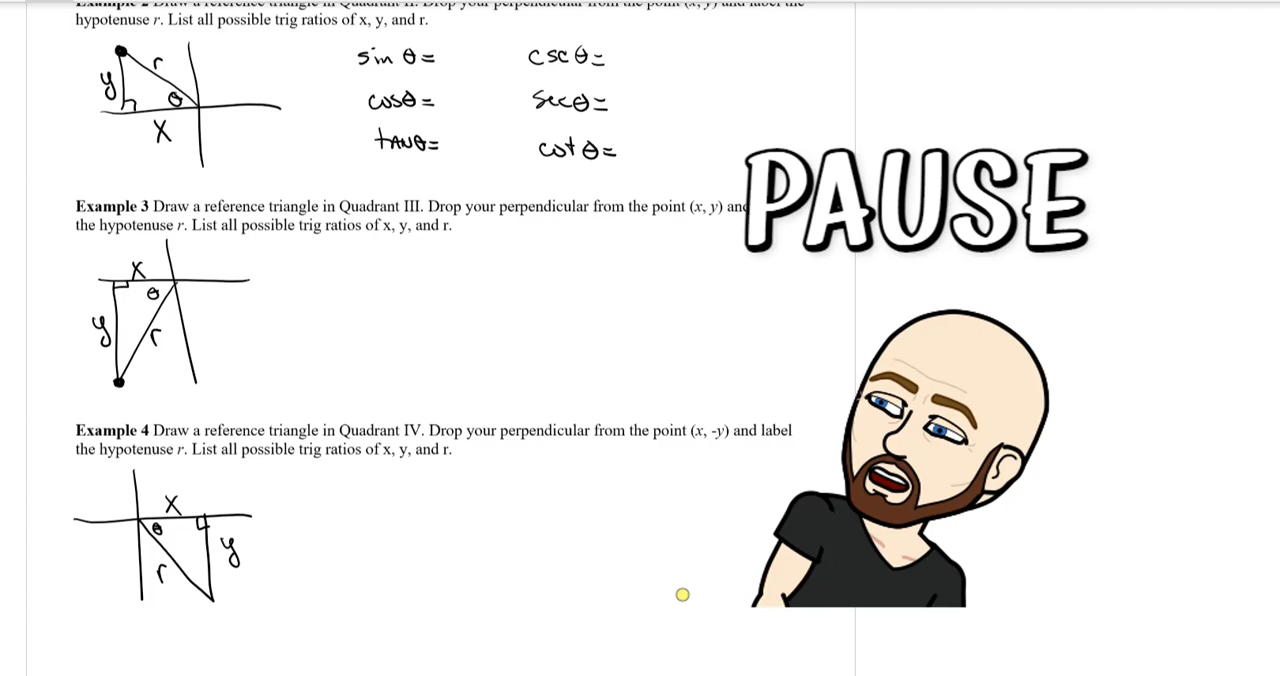 hypotenuse r. List all possible trig ratios of x, y, and r.
r
y
θ
x
sin θ= csc θ=
cosθ= Secθ=
tANθ= cot θ=
PAUSE
Example 3 Draw a reference triangle in Quadrant III. Drop your perpendicular from the point (x, y) and
the hypotenuse r. List all possible trig ratios of x, y, and r.
x
θ
y
r
Example 4 Draw a reference triangle in Quadrant IV. Drop your perpendicular from the point (x, -y) and label
the hypotenuse r. List all possible trig ratios of x, y, and r.
x
θ
y
r